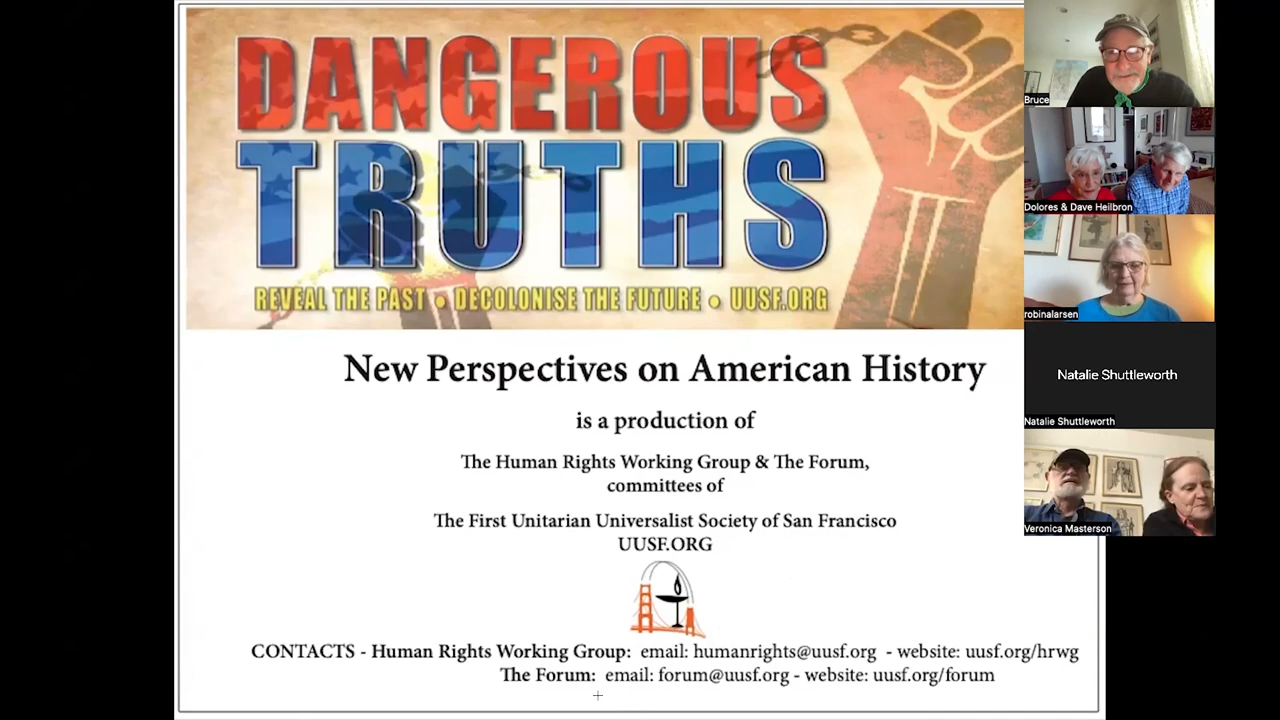 DANGEROUS
TRUTHS
REVEAL THE PAST • DECOLONISE THE FUTURE • UUSF.ORG
New Perspectives on American History
is a production of
The Human Rights Working Group & The Forum,
committees of
The First Unitarian Universalist Society of San Francisco
UUSF.ORG
CONTACTS - Human Rights Working Group: email: humanrights@uusf.org - website: uusf.org/hrwg
The Forum: email: forum@uusf.org - website: uusf.org/forum
Bruce
Dolores & Dave Heilbron
robinalarsen
Natalie Shuttleworth
Natalie Shuttleworth
Veronica Masterson